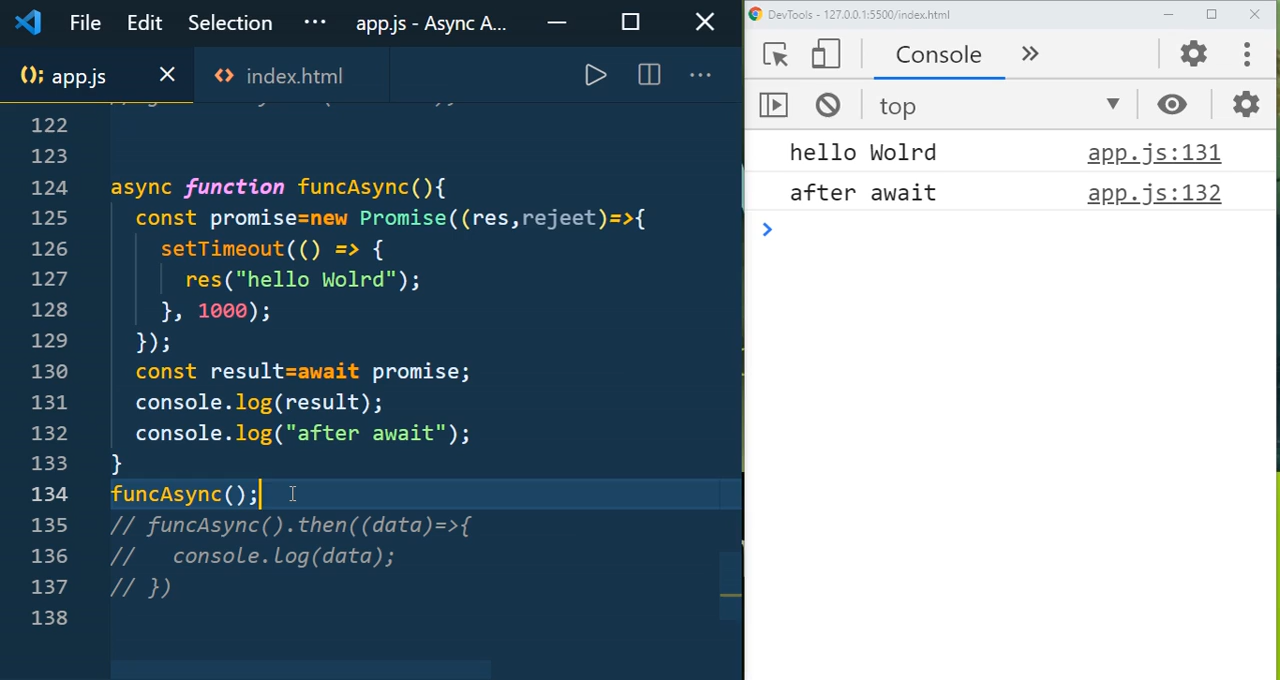 File Edit Selection ··· app.js - Async A...
(); app.js index.html ···
122
123
124 async function funcAsync(){
125 const promise=new Promise((res,rejeet)=>{
126 setTimeout(() => {
127 res("hello Wolrd");
128 }, 1000);
129 });
130 const result=await promise;
131 console.log(result);
132 console.log("after await");
133 }
134 funcAsync();
135 // funcAsync().then((data)=>{
136 // console.log(data);
137 // })
138
DevTools - 127.0.0.1:5500/index.html
Console
top
hello Wolrd app.js:131
after await app.js:132